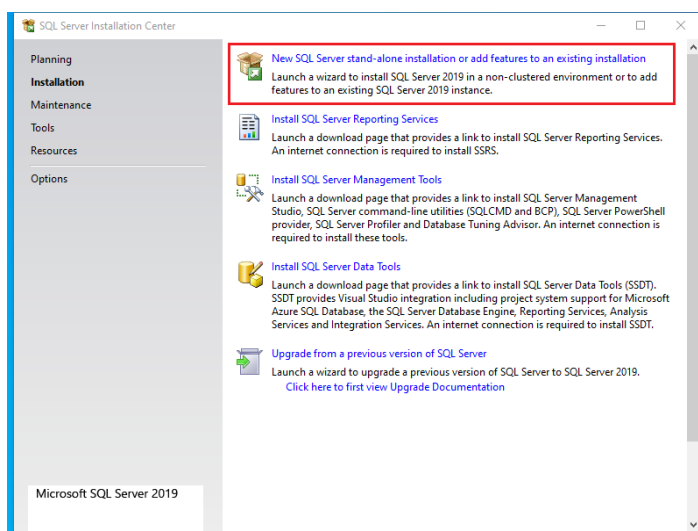 SQL Server Installation Center
Planning
Installation
Maintenance
Tools
Resources
Options
New SQL Server stand-alone installation or add features to an existing installation
Launch a wizard to install SQL Server 2019 in a non-clustered environment or to add
features to an existing SQL Server 2019 instance.
Install SQL Server Reporting Services
Launch a download page that provides a link to install SQL Server Reporting Services.
An internet connection is required to install SSRS.
Install SQL Server Management Tools
Launch a download page that provides a link to install SQL Server Management
Studio, SQL Server command-line utilities (SQLCMD and BCP), SQL Server PowerShell
provider, SQL Server Profiler and Database Tuning Advisor. An internet connection is
required to install these tools.
Install SQL Server Data Tools
Launch a download page that provides a link to install SQL Server Data Tools (SSDT).
SSDT provides Visual Studio integration including project system support for Microsoft
Azure SQL Database, the SQL Server Database Engine, Reporting Services, Analysis
Services and Integration Services. An internet connection is required to install SSDT.
Upgrade from a previous version of SQL Server
Launch a wizard to upgrade a previous version of SQL Server to SQL Server 2019.
Click here to first view Upgrade Documentation
Microsoft SQL Server 2019